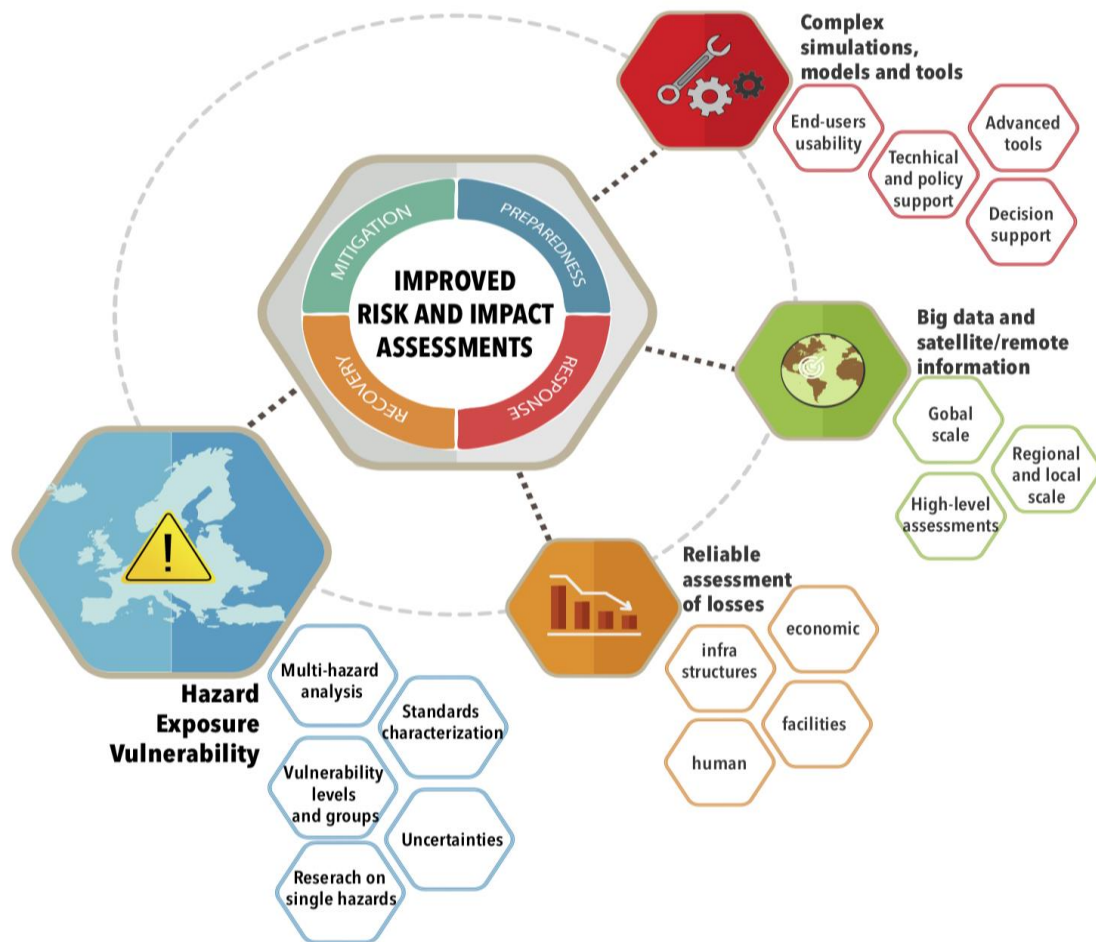 Complex
simulations,
models and tools
End-users
usability
Advanced
tools
Tecnhical
and policy
support
Decision
support
MITIGATION
PREPAREDNESS
IMPROVED
RISK AND IMPACT
ASSESSMENTS
RECOVERY
RESPONSE
Big data and
satellite/remote
information
Gobal
scale
Regional
and local
scale
High-level
assessments
!
Reliable
assessment
of losses
economic
infra
structures
facilities
human
Hazard
Exposure
Vulnerability
Multi-hazard
analysis
Standards
characterization
Vulnerability
levels
and groups
Uncertainties
Reserach on
single hazards